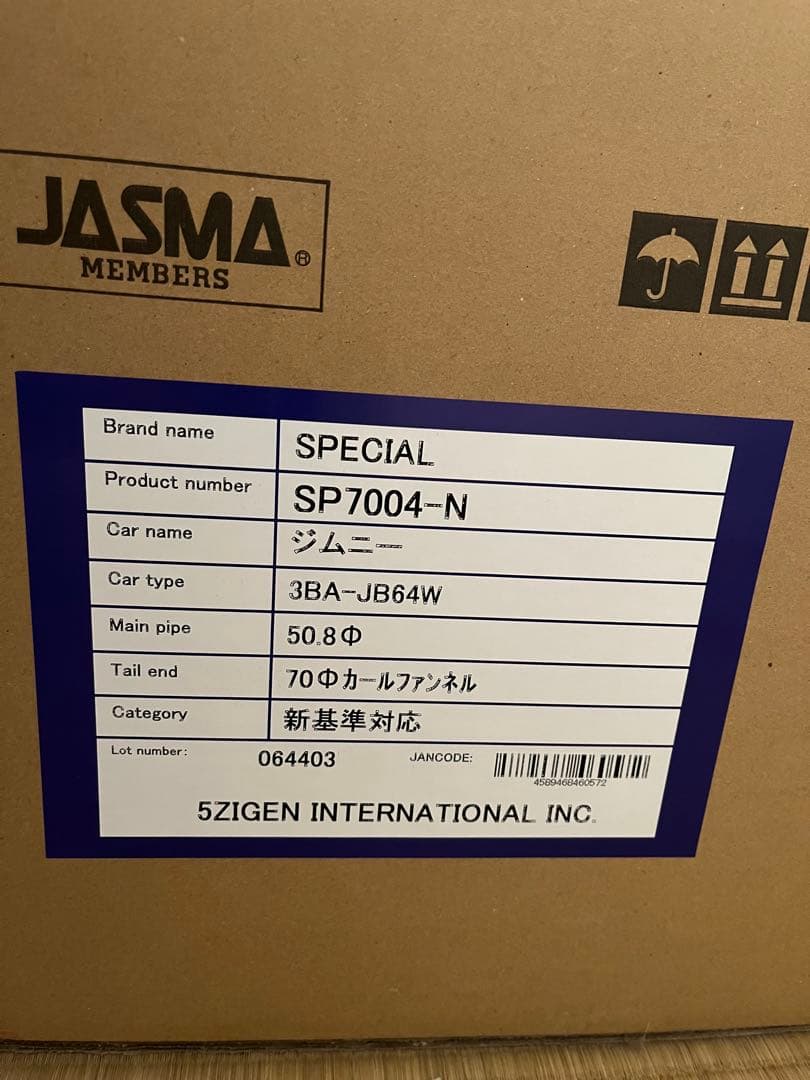 JASMA®
MEMBERS
Brand name SPECIAL
Product number SP7004-N
Car name ジムニー
Car type 3BA-JB64W
Main pipe 50.8Φ
Tail end 70Φカールファンネル
Category 新基準対応
Lot number: 064403 JANCODE:
4589468460572
5ZIGEN INTERNATIONAL INC.